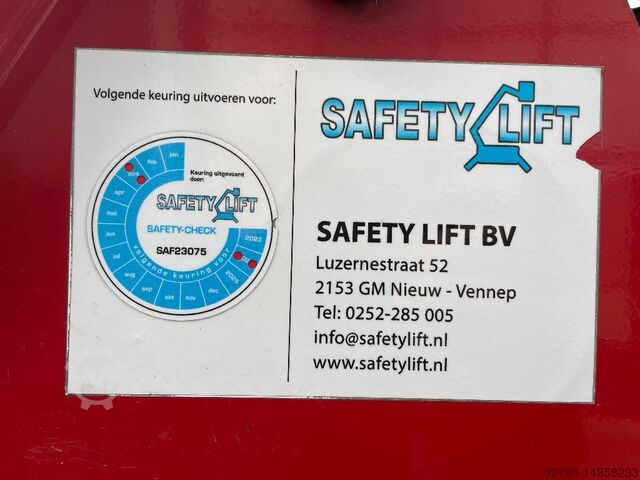 Volgende keuring uitvoeren voor:
jan
feb
mrt
apr
mei
jun
jul
aug
sep
okt
nov
dec
Keuring uitgevoerd
door:
SAFETY LIFT
SAFETY-CHECK
SAF23075
volgende keuring voor
2023
2025
SAFETY LIFT
SAFETY LIFT BV
Luzernestraat 52
2153 GM Nieuw - Vennep
Tel: 0252-285 005
info@safetylift.nl
www.safetylift.nl
52780-14858233